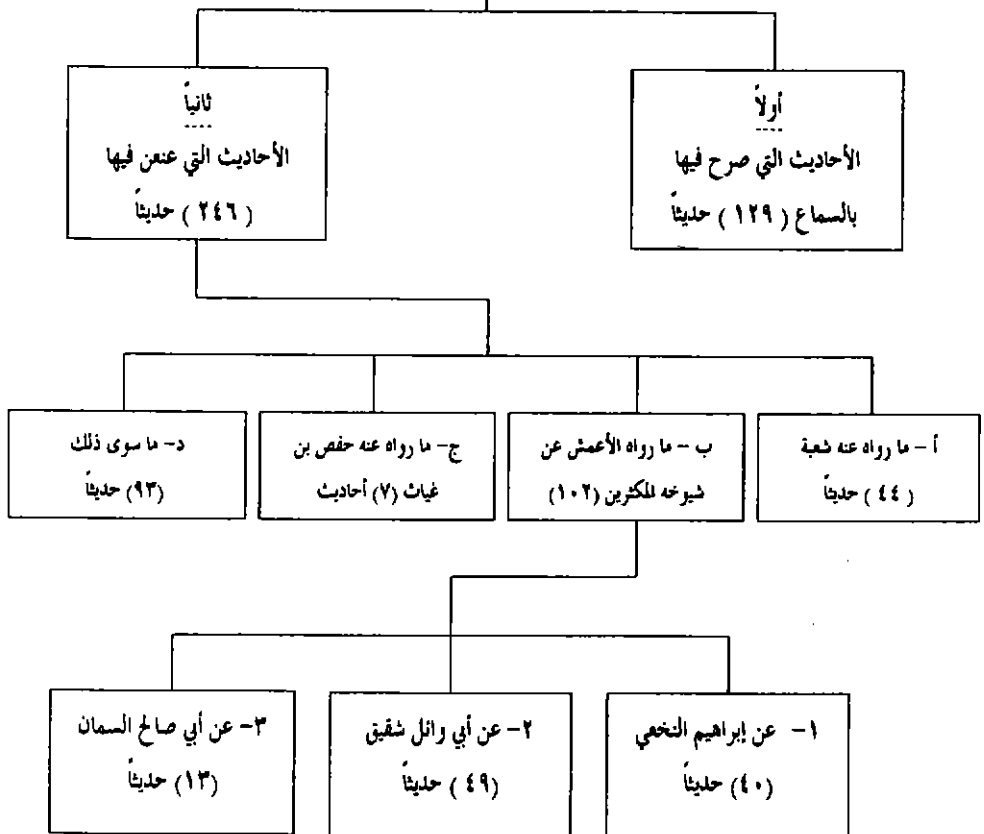 أولاً
الأحاديث التي صرح فيها
بالسماع ( ١٢٩ ) حديثاً
ثانياً
الأحاديث التي عنعن فيها
( ٢٤٦ ) حديثاً
أ – ما رواه عنه شعبة
( ٤٤ ) حديثاً
ب – ما رواه الأعمش عن
شيوخه المكثرين (١٠٢)
ج– ما رواه عنه حفص بن
غياث (٧) أحاديث
د– ما سوى ذلك
(٩٣) حديثاً
١– عن إبراهيم النخعي
(٤٠) حديثاً
٢– عن أبي وائل شقيق
(٤٩) حديثاً
٣– عن أبي صالح السمان
(١٣) حديثاً